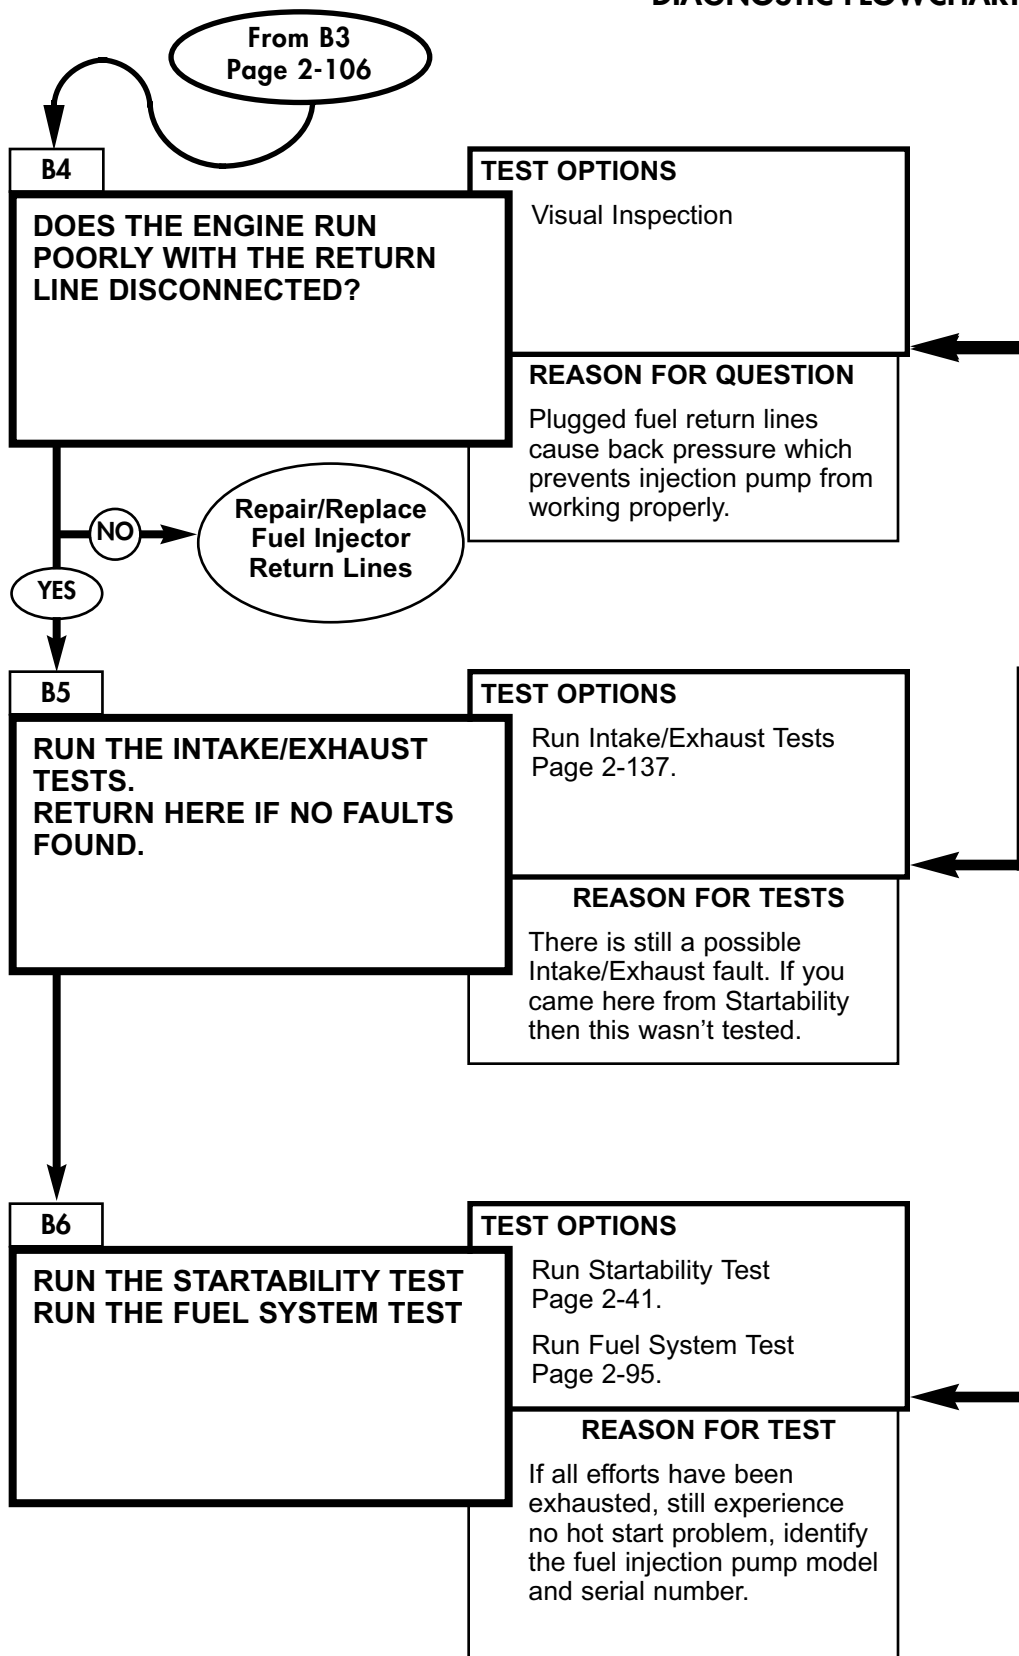 DIAGNOSTIC FLOWCHART
From B3
Page 2-106
B4
DOES THE ENGINE RUN
POORLY WITH THE RETURN
LINE DISCONNECTED?
TEST OPTIONS
Visual Inspection
REASON FOR QUESTION
Plugged fuel return lines
cause back pressure which
prevents injection pump from
working properly.
NO
Repair/Replace
Fuel Injector
Return Lines
YES
B5
RUN THE INTAKE/EXHAUST
TESTS.
RETURN HERE IF NO FAULTS
FOUND.
TEST OPTIONS
Run Intake/Exhaust Tests
Page 2-137.
REASON FOR TESTS
There is still a possible
Intake/Exhaust fault. If you
came here from Startability
then this wasn't tested.
B6
RUN THE STARTABILITY TEST
RUN THE FUEL SYSTEM TEST
TEST OPTIONS
Run Startability Test
Page 2-41.
Run Fuel System Test
Page 2-95.
REASON FOR TEST
If all efforts have been
exhausted, still experience
no hot start problem, identify
the fuel injection pump model
and serial number.